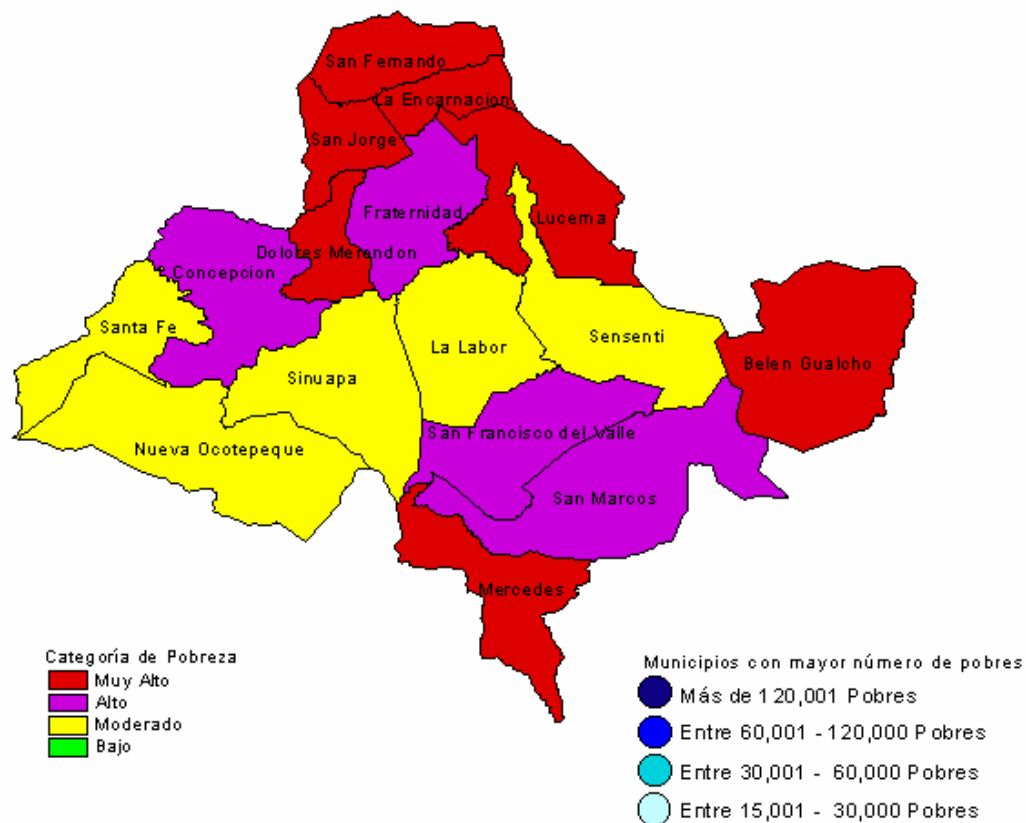 San Fernando
La Encarnacion
San Jorge
Fraternidad
Lucerna
Dolores Merendon
Concepcion
Santa Fe
Sensenti
La Labor
Belen Gualcho
Sinuapa
San Francisco del Valle
Nueva Ocotepeque
San Marcos
Mercedes
Categoría de Pobreza
Muy Alto
Alto
Moderado
Bajo
Municipios con mayor número de pobres
Más de 120,001 Pobres
Entre 60,001 - 120,000 Pobres
Entre 30,001 - 60,000 Pobres
Entre 15,001 - 30,000 Pobres